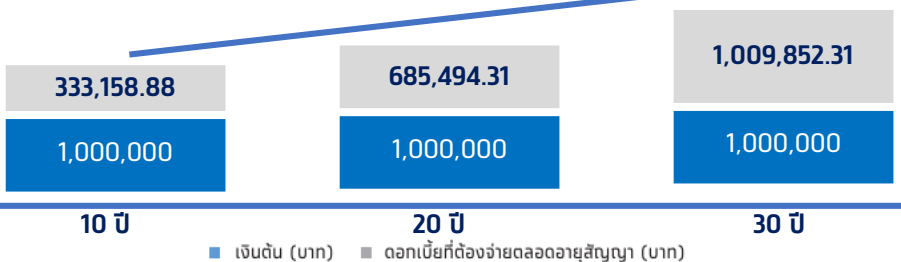 333,158.88 685,494.31 1,009,852.31
1,000,000 1,000,000 1,000,000
10 ปี 20 ปี 30 ปี
เงินต้น (บาท) ดอกเบี้ยที่ต้องจ่ายตลอดอายุสัญญา (บาท)